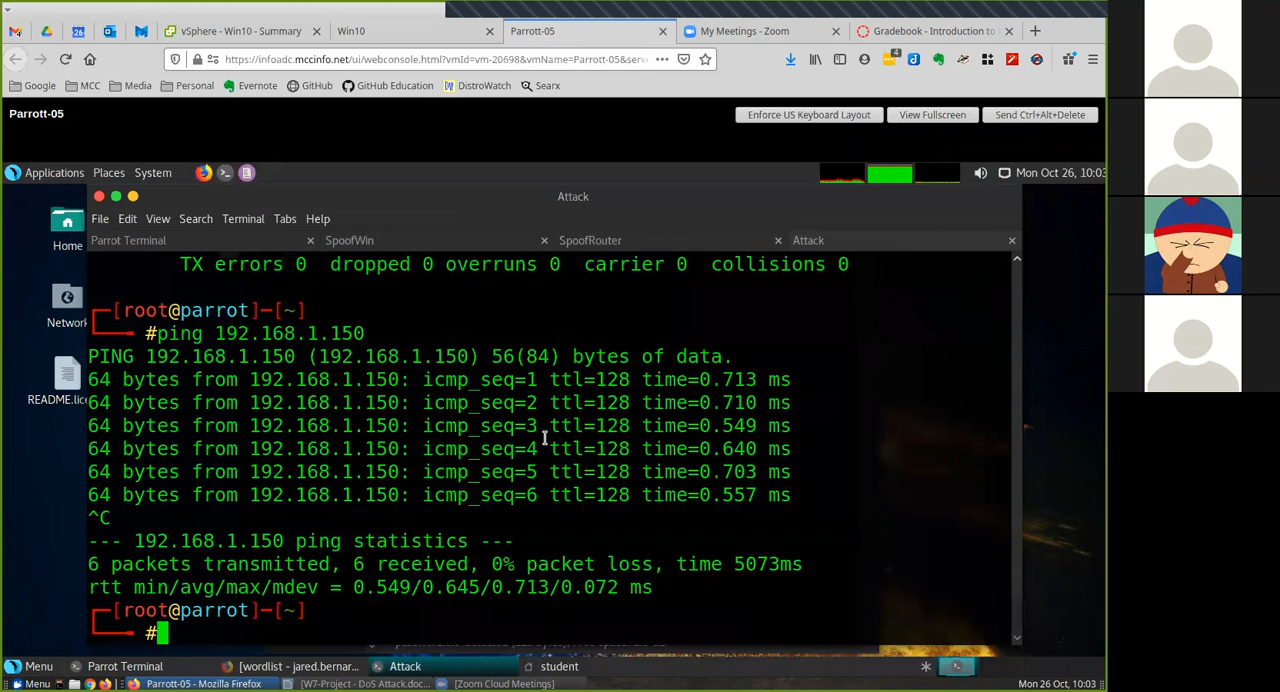 vSphere - Win10 - Summary
Win10
Parrott-05
My Meetings - Zoom
Gradebook - Introduction to
https://infoadc.mccinfo.net/ui/webconsole.html?vmId=vm-20698&vmName=Parrot-05&serve
Google MCC Media Personal Evernote GitHub GitHub Education DistroWatch Searx
Parrott-05
Enforce US Keyboard Layout
View Fullscreen
Send Ctrl+Alt+Delete
Applications Places System
Mon Oct 26, 10:03
Attack
File Edit View Search Terminal Tabs Help
Parrot Terminal
SpoofWin
SpoofRouter
Attack
Home
Network
README.lice
TX errors 0 dropped 0 overruns 0 carrier 0 collisions 0
┌─[root@parrot]─[~]
└──╼ #ping 192.168.1.150
PING 192.168.1.150 (192.168.1.150) 56(84) bytes of data.
64 bytes from 192.168.1.150: icmp_seq=1 ttl=128 time=0.713 ms
64 bytes from 192.168.1.150: icmp_seq=2 ttl=128 time=0.710 ms
64 bytes from 192.168.1.150: icmp_seq=3 ttl=128 time=0.549 ms
64 bytes from 192.168.1.150: icmp_seq=4 ttl=128 time=0.640 ms
64 bytes from 192.168.1.150: icmp_seq=5 ttl=128 time=0.703 ms
64 bytes from 192.168.1.150: icmp_seq=6 ttl=128 time=0.557 ms
^C
--- 192.168.1.150 ping statistics ---
6 packets transmitted, 6 received, 0% packet loss, time 5073ms
rtt min/avg/max/mdev = 0.549/0.645/0.713/0.072 ms
┌─[root@parrot]─[~]
└──╼ #
Menu
Parrot Terminal
[wordlist - jared.bernar...
Attack
student
Menu
Parrott-05 - Mozilla Firefox
[W7-Project - DoS Attack.doc...
[Zoom Cloud Meetings]
Mon 26 Oct, 10:03